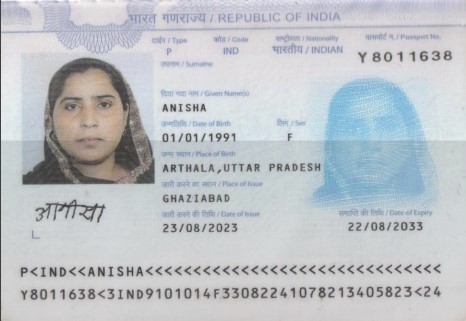 भारत गणराज्य / REPUBLIC OF INDIA
टाईप / Type कोड / Code राष्ट्रीयता / Nationality पासपोर्ट न. / Passport No.
P IND भारतीय / INDIAN Y8011638
उपनाम / Surname
दिया गया नाम / Given Name(s)
ANISHA
जन्मतिथि / Date of Birth लिंग / Sex
01/01/1991 F
जन्म स्थान / Place of Birth
ARTHALA,UTTAR PRADESH
जारी करने का स्थान / Place of Issue
GHAZIABAD
जारी करने की तिथि / Date of Issue समाप्ति की तिथि / Date of Expiry
23/08/2023 22/08/2033
P<IND<<ANISHA<<<<<<<<<<<<<<<<<<<<<<<<<<<<<<<
Y8011638<3IND9101014F33082241078213405823<24